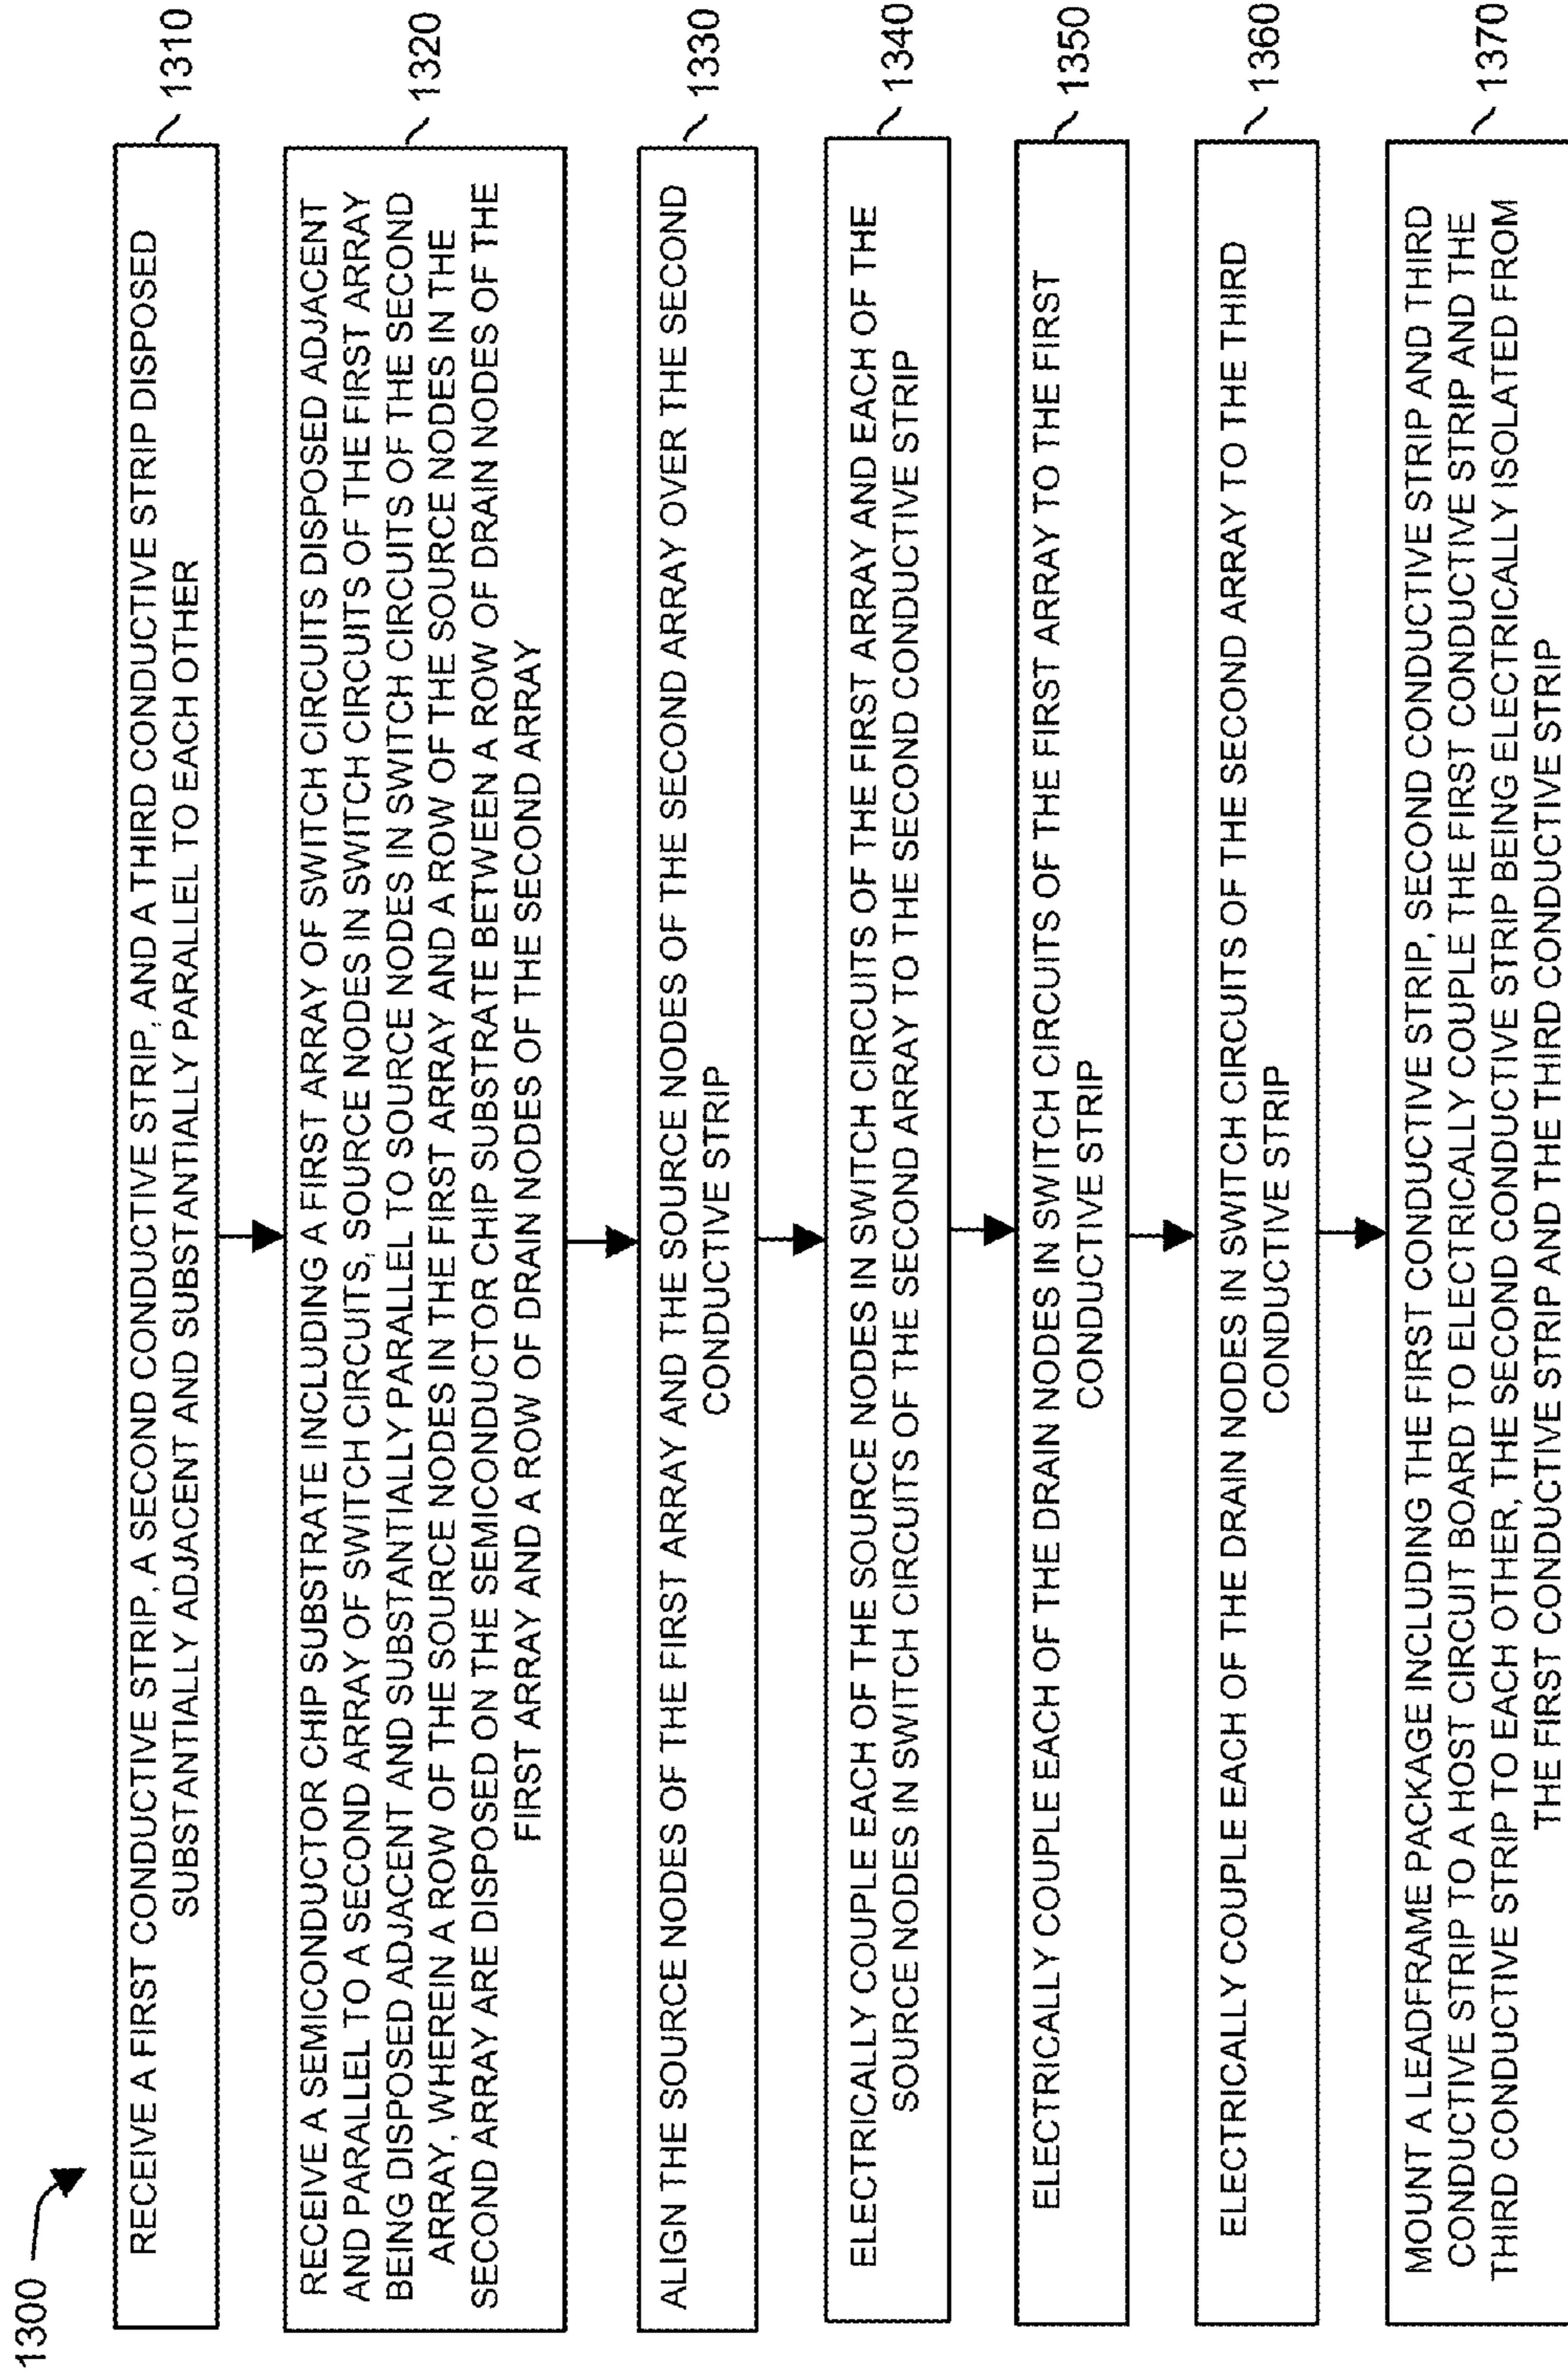 1300
RECEIVE A FIRST CONDUCTIVE STRIP, A SECOND CONDUCTIVE STRIP, AND A THIRD CONDUCTIVE STRIP DISPOSED
SUBSTANTIALLY ADJACENT AND SUBSTANTIALLY PARALLEL TO EACH OTHER
1310
RECEIVE A SEMICONDUCTOR CHIP SUBSTRATE INCLUDING A FIRST ARRAY OF SWITCH CIRCUITS DISPOSED ADJACENT
AND PARALLEL TO A SECOND ARRAY OF SWITCH CIRCUITS, SOURCE NODES IN SWITCH CIRCUITS OF THE FIRST ARRAY
BEING DISPOSED ADJACENT AND SUBSTANTIALLY PARALLEL TO SOURCE NODES IN SWITCH CIRCUITS OF THE SECOND
ARRAY, WHEREIN A ROW OF THE SOURCE NODES IN THE FIRST ARRAY AND A ROW OF THE SOURCE NODES IN THE
SECOND ARRAY ARE DISPOSED ON THE SEMICONDUCTOR CHIP SUBSTRATE BETWEEN A ROW OF DRAIN NODES OF THE
FIRST ARRAY AND A ROW OF DRAIN NODES OF THE SECOND ARRAY
1320
ALIGN THE SOURCE NODES OF THE FIRST ARRAY AND THE SOURCE NODES OF THE SECOND ARRAY OVER THE SECOND
CONDUCTIVE STRIP
1330
ELECTRICALLY COUPLE EACH OF THE SOURCE NODES IN SWITCH CIRCUITS OF THE FIRST ARRAY AND EACH OF THE
SOURCE NODES IN SWITCH CIRCUITS OF THE SECOND ARRAY TO THE SECOND CONDUCTIVE STRIP
1340
ELECTRICALLY COUPLE EACH OF THE DRAIN NODES IN SWITCH CIRCUITS OF THE FIRST ARRAY TO THE FIRST
CONDUCTIVE STRIP
1350
ELECTRICALLY COUPLE EACH OF THE DRAIN NODES IN SWITCH CIRCUITS OF THE SECOND ARRAY TO THE THIRD
CONDUCTIVE STRIP
1360
MOUNT A LEADFRAME PACKAGE INCLUDING THE FIRST CONDUCTIVE STRIP, SECOND CONDUCTIVE STRIP AND THIRD
CONDUCTIVE STRIP TO A HOST CIRCUIT BOARD TO ELECTRICALLY COUPLE THE FIRST CONDUCTIVE STRIP AND THE
THIRD CONDUCTIVE STRIP TO EACH OTHER, THE SECOND CONDUCTIVE STRIP BEING ELECTRICALLY ISOLATED FROM
THE FIRST CONDUCTIVE STRIP AND THE THIRD CONDUCTIVE STRIP
1370